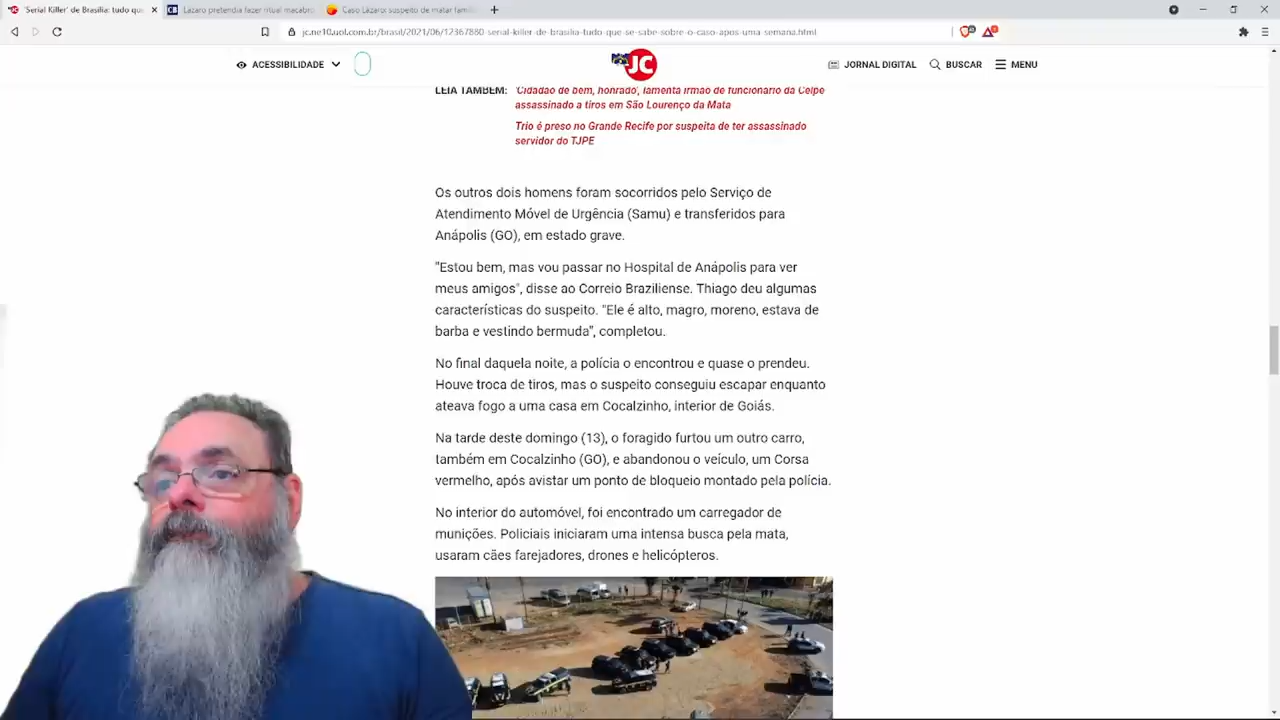 'Serial Killer' de Brasília: tudo que
Lázaro pretendia fazer ritual macabro
Caso Lázaro: suspeito de matar famíl
jc.ne10.uol.com.br/brasil/2021/06/12367880-serial-killer-de-brasilia-tudo-que-se-sabe-sobre-o-caso-apos-uma-semana.html
ACESSIBILIDADE
JC
JORNAL DIGITAL
BUSCAR
MENU
LEIA TAMBÉM: 'Cidadão de bem, honrado', lamenta irmão de funcionário da Celpe
assassinado a tiros em São Lourenço da Mata
Trio é preso no Grande Recife por suspeita de ter assassinado
servidor do TJPE
Os outros dois homens foram socorridos pelo Serviço de
Atendimento Móvel de Urgência (Samu) e transferidos para
Anápolis (GO), em estado grave.
"Estou bem, mas vou passar no Hospital de Anápolis para ver
meus amigos", disse ao Correio Braziliense. Thiago deu algumas
características do suspeito. "Ele é alto, magro, moreno, estava de
barba e vestindo bermuda", completou.
No final daquela noite, a polícia o encontrou e quase o prendeu.
Houve troca de tiros, mas o suspeito conseguiu escapar enquanto
ateava fogo a uma casa em Cocalzinho, interior de Goiás.
Na tarde deste domingo (13), o foragido furtou um outro carro,
também em Cocalzinho (GO), e abandonou o veículo, um Corsa
vermelho, após avistar um ponto de bloqueio montado pela polícia.
No interior do automóvel, foi encontrado um carregador de
munições. Policiais iniciaram uma intensa busca pela mata,
usaram cães farejadores, drones e helicópteros.